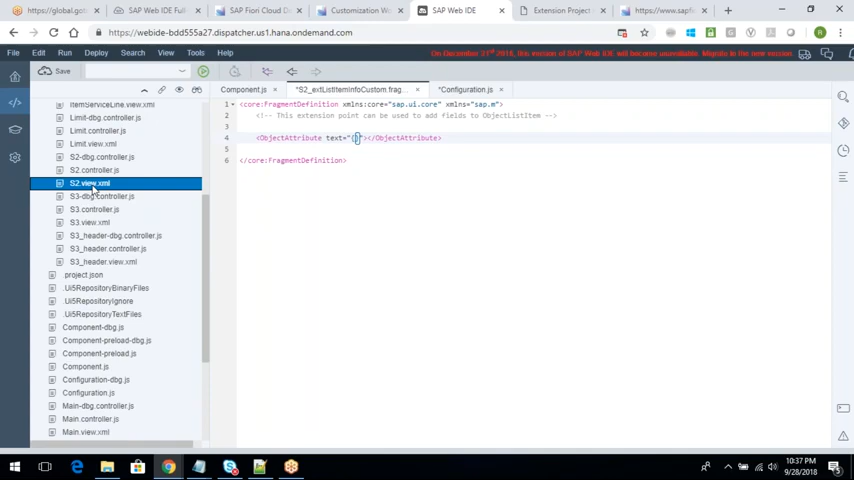 https://global.got
SAP Web IDE Full
SAP Fiori Cloud D
Customization Wo
SAP Web IDE
Extension Project
https://www.sapfi
https://webide-bdd555a27.dispatcher.us1.hana.ondemand.com
File Edit Run Deploy Search View Tools Help
On December 31st 2018, this version of SAP Web IDE will become unavailable. Migrate to the new version.
Save
Component.js
*S2_extListItemInfoCustom.frag...
*Configuration.js
ItemServiceLine.view.xml
Limit-dbg.controller.js
Limit.controller.js
Limit.view.xml
S2-dbg.controller.js
S2.controller.js
S2.view.xml
S3-dbg.controller.js
S3.controller.js
S3.view.xml
S3_header-dbg.controller.js
S3_header.controller.js
S3_header.view.xml
.project.json
.Ui5RepositoryBinaryFiles
.Ui5RepositoryIgnore
.Ui5RepositoryTextFiles
Component-dbg.js
Component-preload-dbg.js
Component-preload.js
Component.js
Configuration-dbg.js
Configuration.js
Main-dbg.controller.js
Main.controller.js
Main.view.xml
1 <core:FragmentDefinition xmlns:core="sap.ui.core" xmlns="sap.m">
2 <!-- This extension point can be used to add fields to ObjectListItem -->
3
4 <ObjectAttribute text="{}"></ObjectAttribute>
5
6 </core:FragmentDefinition>
10:37 PM
9/28/2018